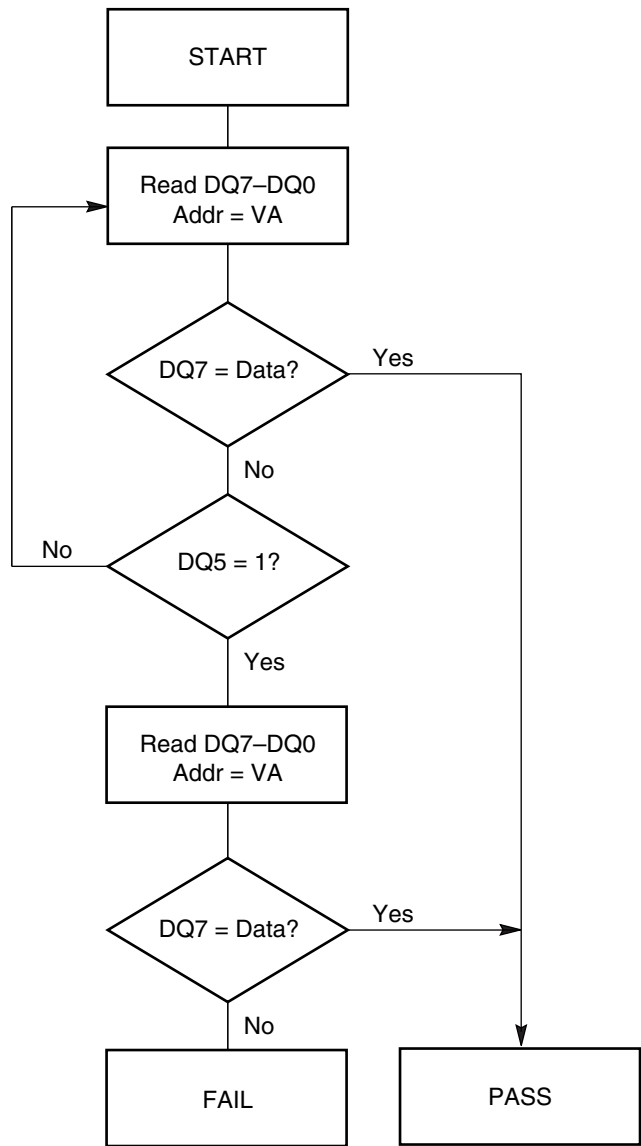 START
Read DQ7–DQ0
Addr = VA
DQ7 = Data?
Yes
No
No
DQ5 = 1?
Yes
Read DQ7–DQ0
Addr = VA
DQ7 = Data?
Yes
No
FAIL
PASS